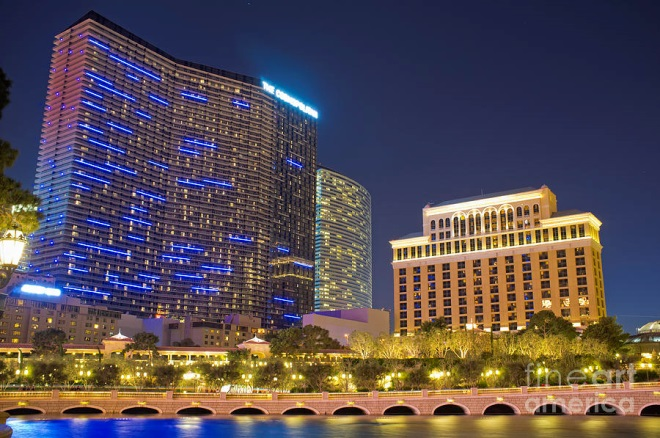 THE COSMOPOLITAN
fine art
AMERICA